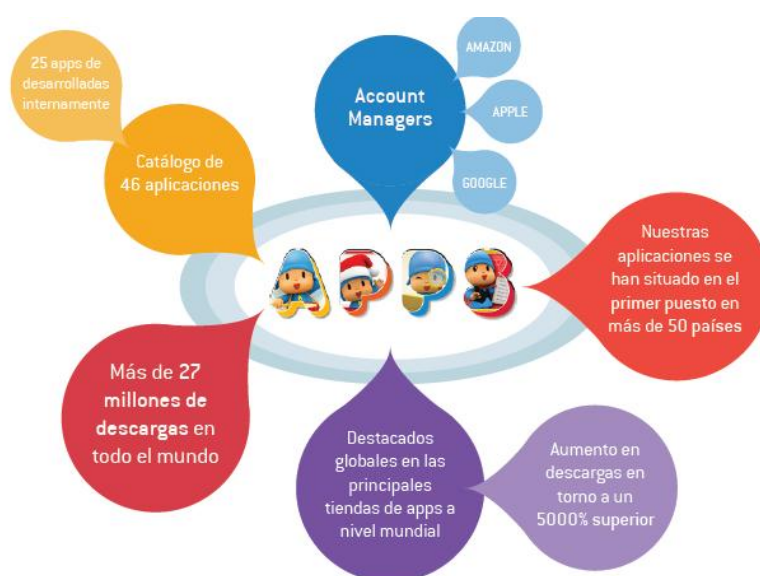 25 apps de
desarrolladas
internamente
Catálogo de
46 aplicaciones
Account
Managers
AMAZON
APPLE
GOOGLE
APPS
Nuestras
aplicaciones se
han situado en el
primer puesto en
más de 50 países
Más de 27
millones de
descargas en
todo el mundo
Destacados
globales en las
principales
tiendas de apps a
nivel mundial
Aumento en
descargas en
torno a un
5000% superior